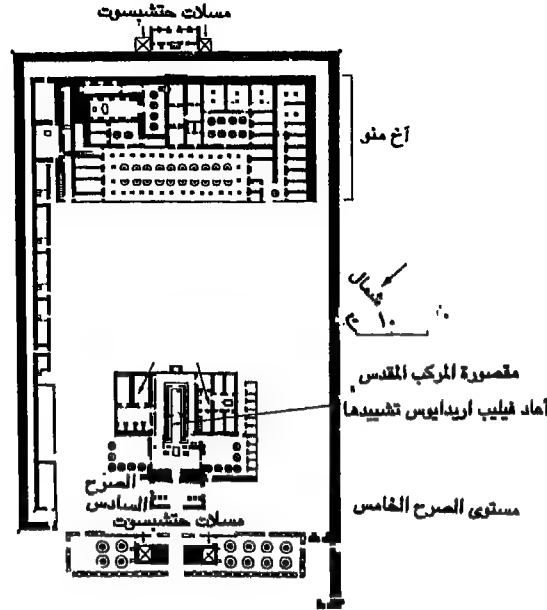 مسلات حتشبسوت
آخ منو
شمال
١٠ م
مقصورة المركب المقدس
أعاد فيليب اريدايوس تشييدها
الصرح
السادس
مستوى الصرح الخامس
مسلات حتشبسوت